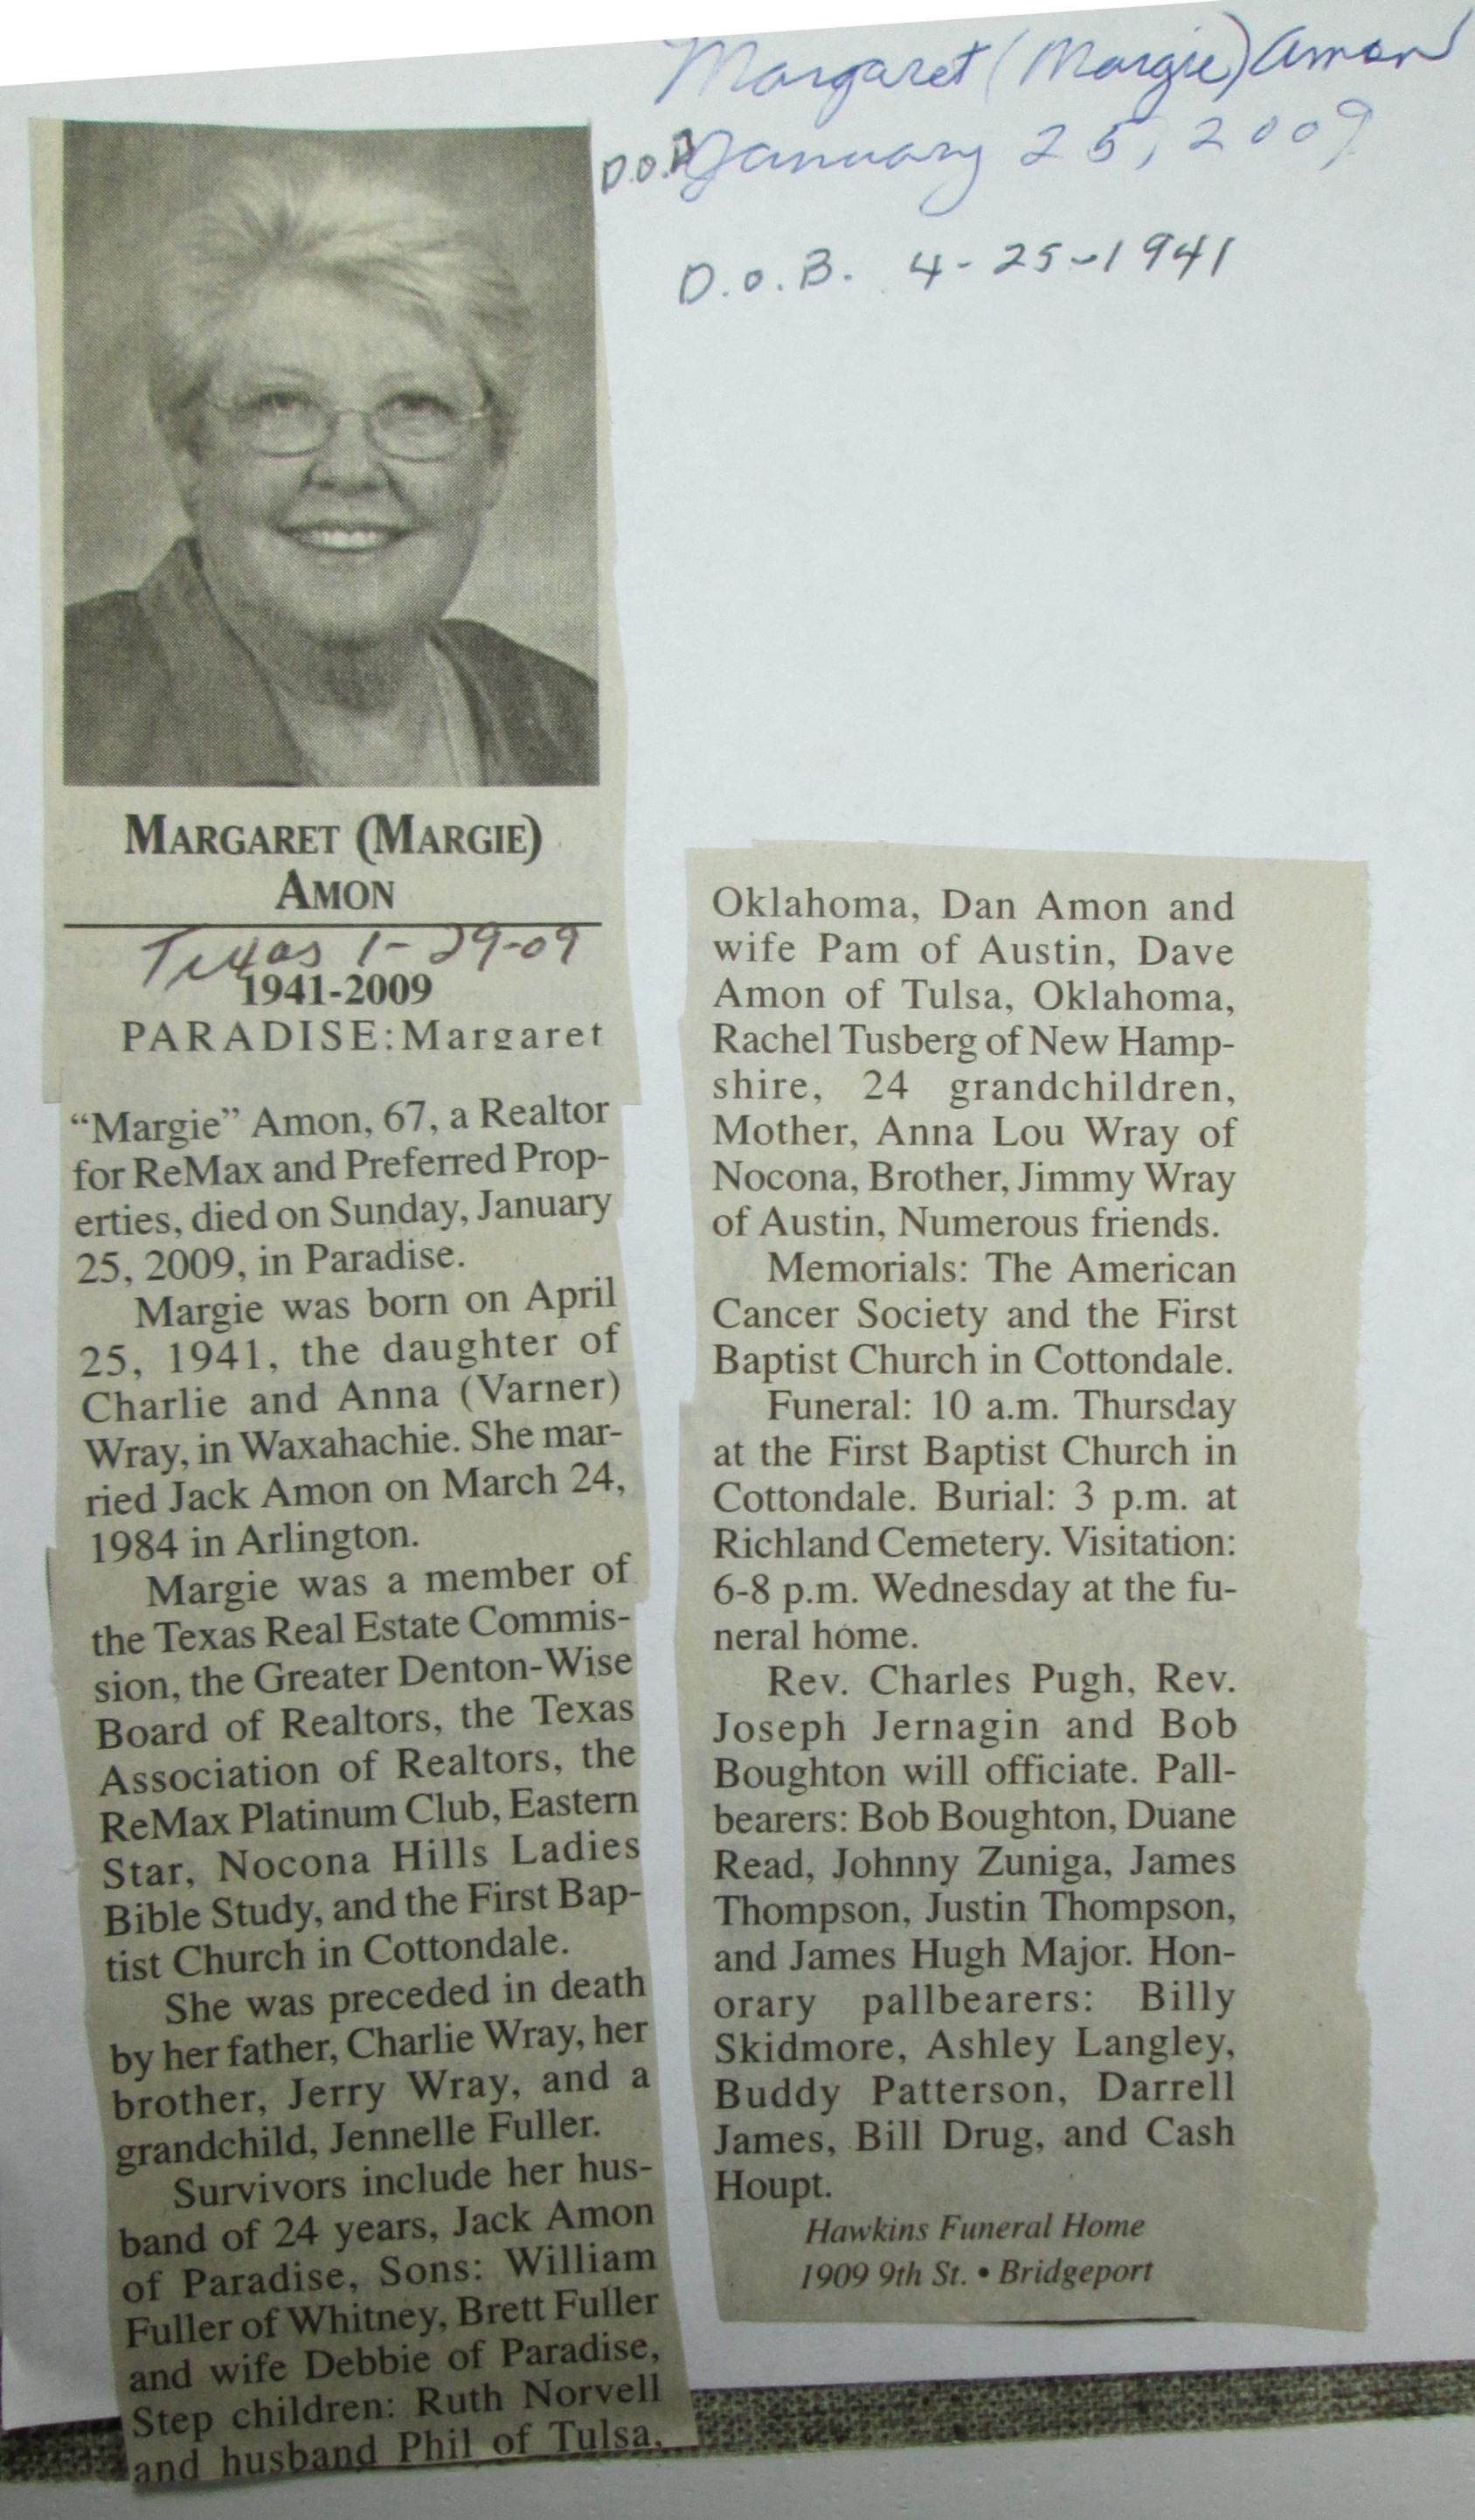 Margaret (Margie) Amon
D.O.D January 25, 2009
D.O.B. 4-25-1941
MARGARET (MARGIE)
AMON
Texas 1-29-09
1941-2009
PARADISE: Margaret
“Margie” Amon, 67, a Realtor
for ReMax and Preferred Prop-
erties, died on Sunday, January
25, 2009, in Paradise.
Margie was born on April
25, 1941, the daughter of
Charlie and Anna (Varner)
Wray, in Waxahachie. She mar-
ried Jack Amon on March 24,
1984 in Arlington.
Margie was a member of
the Texas Real Estate Commis-
sion, the Greater Denton-Wise
Board of Realtors, the Texas
Association of Realtors, the
ReMax Platinum Club, Eastern
Star, Nocona Hills Ladies
Bible Study, and the First Bap-
tist Church in Cottondale.
She was preceded in death
by her father, Charlie Wray, her
brother, Jerry Wray, and a
grandchild, Jennelle Fuller.
Survivors include her hus-
band of 24 years, Jack Amon
of Paradise, Sons: William
Fuller of Whitney, Brett Fuller
and wife Debbie of Paradise,
Step children: Ruth Norvell
and husband Phil of Tulsa,
Oklahoma, Dan Amon and
wife Pam of Austin, Dave
Amon of Tulsa, Oklahoma,
Rachel Tusberg of New Hamp-
shire, 24 grandchildren,
Mother, Anna Lou Wray of
Nocona, Brother, Jimmy Wray
of Austin, Numerous friends.
Memorials: The American
Cancer Society and the First
Baptist Church in Cottondale.
Funeral: 10 a.m. Thursday
at the First Baptist Church in
Cottondale. Burial: 3 p.m. at
Richland Cemetery. Visitation:
6-8 p.m. Wednesday at the fu-
neral home.
Rev. Charles Pugh, Rev.
Joseph Jernagin and Bob
Boughton will officiate. Pall-
bearers: Bob Boughton, Duane
Read, Johnny Zuniga, James
Thompson, Justin Thompson,
and James Hugh Major. Hon-
orary pallbearers: Billy
Skidmore, Ashley Langley,
Buddy Patterson, Darrell
James, Bill Drug, and Cash
Houpt.
Hawkins Funeral Home
1909 9th St. • Bridgeport